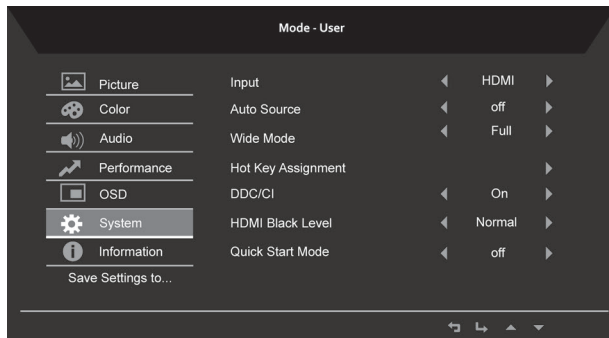 Mode - User
Picture
Input HDMI
Color
Auto Source off
Audio
Wide Mode Full
Performance
Hot Key Assignment
OSD
DDC/CI On
System
HDMI Black Level Normal
Information
Quick Start Mode off
Save Settings to...